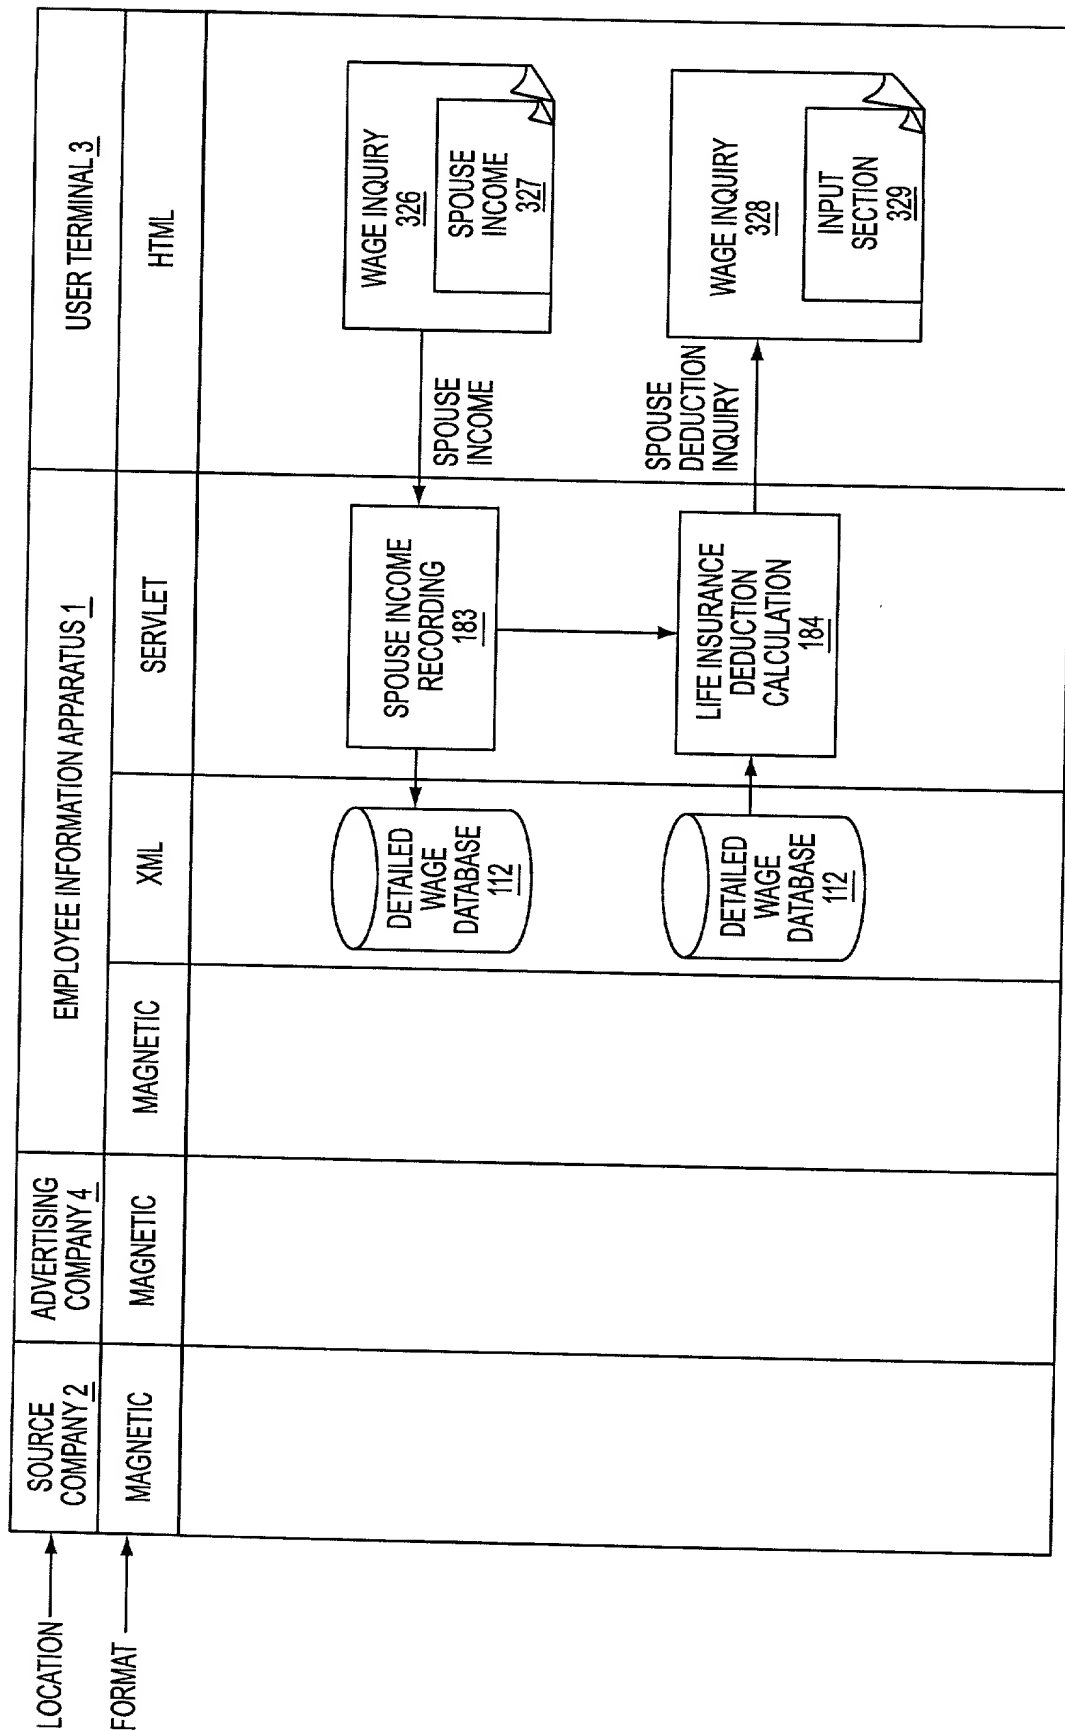 LOCATION
SOURCE
COMPANY 2
ADVERTISING
COMPANY 4
EMPLOYEE INFORMATION APPARATUS 1
USER TERMINAL 3
FORMAT
MAGNETIC
MAGNETIC
MAGNETIC
XML
SERVLET
HTML
DETAILED
WAGE
DATABASE
112
SPOUSE INCOME
RECORDING
183
SPOUSE
INCOME
WAGE INQUIRY
326
SPOUSE
INCOME
327
DETAILED
WAGE
DATABASE
112
LIFE INSURANCE
DEDUCTION
CALCULATION
184
SPOUSE
DEDUCTION
INQUIRY
WAGE INQUIRY
328
INPUT
SECTION
329